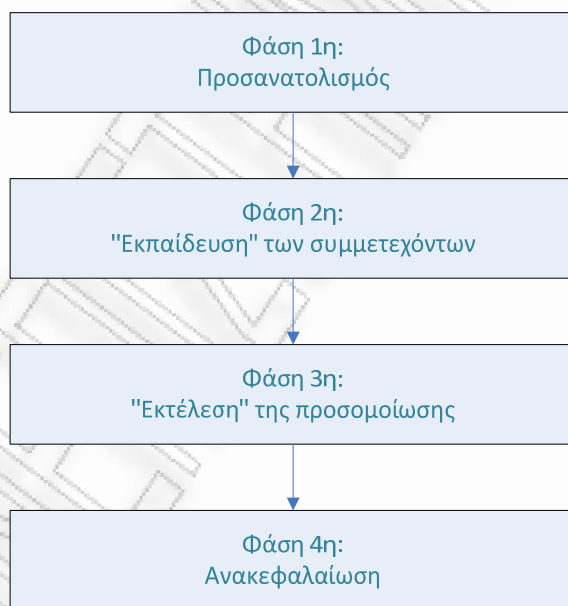 Φάση 1η:
Προσανατολισμός
Φάση 2η:
"Εκπαίδευση" των συμμετεχόντων
Φάση 3η:
"Εκτέλεση" της προσομοίωσης
Φάση 4η:
Ανακεφαλαίωση